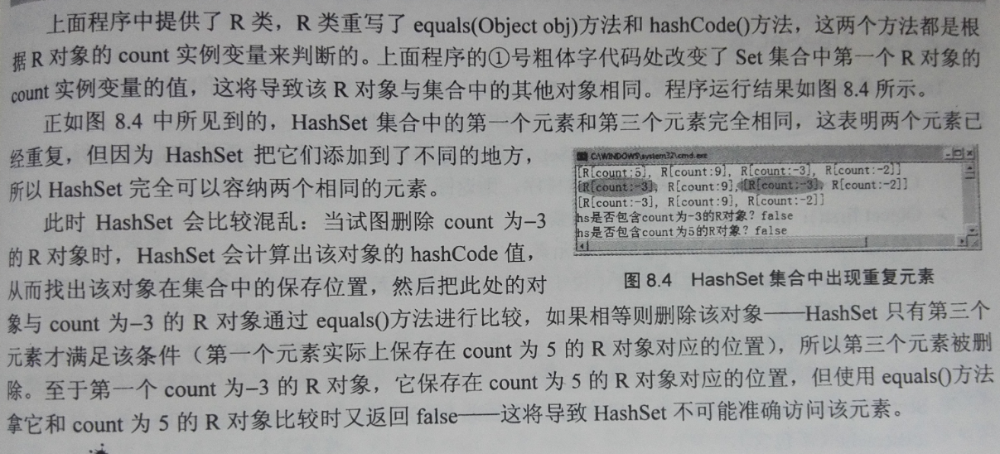 上面程序中提供了 R 类，R 类重写了 equals(Object obj)方法和 hashCode()方法，这两个方法都是根
据 R 对象的 count 实例变量来判断的。上面程序的①号粗体字代码处改变了 Set 集合中第一个 R 对象的
count 实例变量的值，这将导致该 R 对象与集合中的其他对象相同。程序运行结果如图 8.4 所示。
正如图 8.4 中所见到的，HashSet 集合中的第一个元素和第三个元素完全相同，这表明两个元素已
经重复，但因为 HashSet 把它们添加到了不同的地方，
所以 HashSet 完全可以容纳两个相同的元素。
此时 HashSet 会比较混乱：当试图删除 count 为–3
的 R 对象时，HashSet 会计算出该对象的 hashCode 值，
从而找出该对象在集合中的保存位置，然后把此处的对
C:\WINDOWS\system32\cmd.exe
[R[count:5], R[count:9], R[count:-3], R[count:-2]]
[R[count:-3], R[count:9], R[count:-3], R[count:-2]]
[R[count:-3], R[count:9], R[count:-2]]
hs是否包含count为-3的R对象？false
hs是否包含count为5的R对象？false
图 8.4 HashSet 集合中出现重复元素
象与 count 为–3 的 R 对象通过 equals()方法进行比较，如果相等则删除该对象——HashSet 只有第三个
元素才满足该条件（第一个元素实际上保存在 count 为 5 的 R 对象对应的位置），所以第三个元素被删
除。至于第一个 count 为–3 的 R 对象，它保存在 count 为 5 的 R 对象对应的位置，但使用 equals()方法
拿它和 count 为 5 的 R 对象比较时又返回 false——这将导致 HashSet 不可能准确访问该元素。